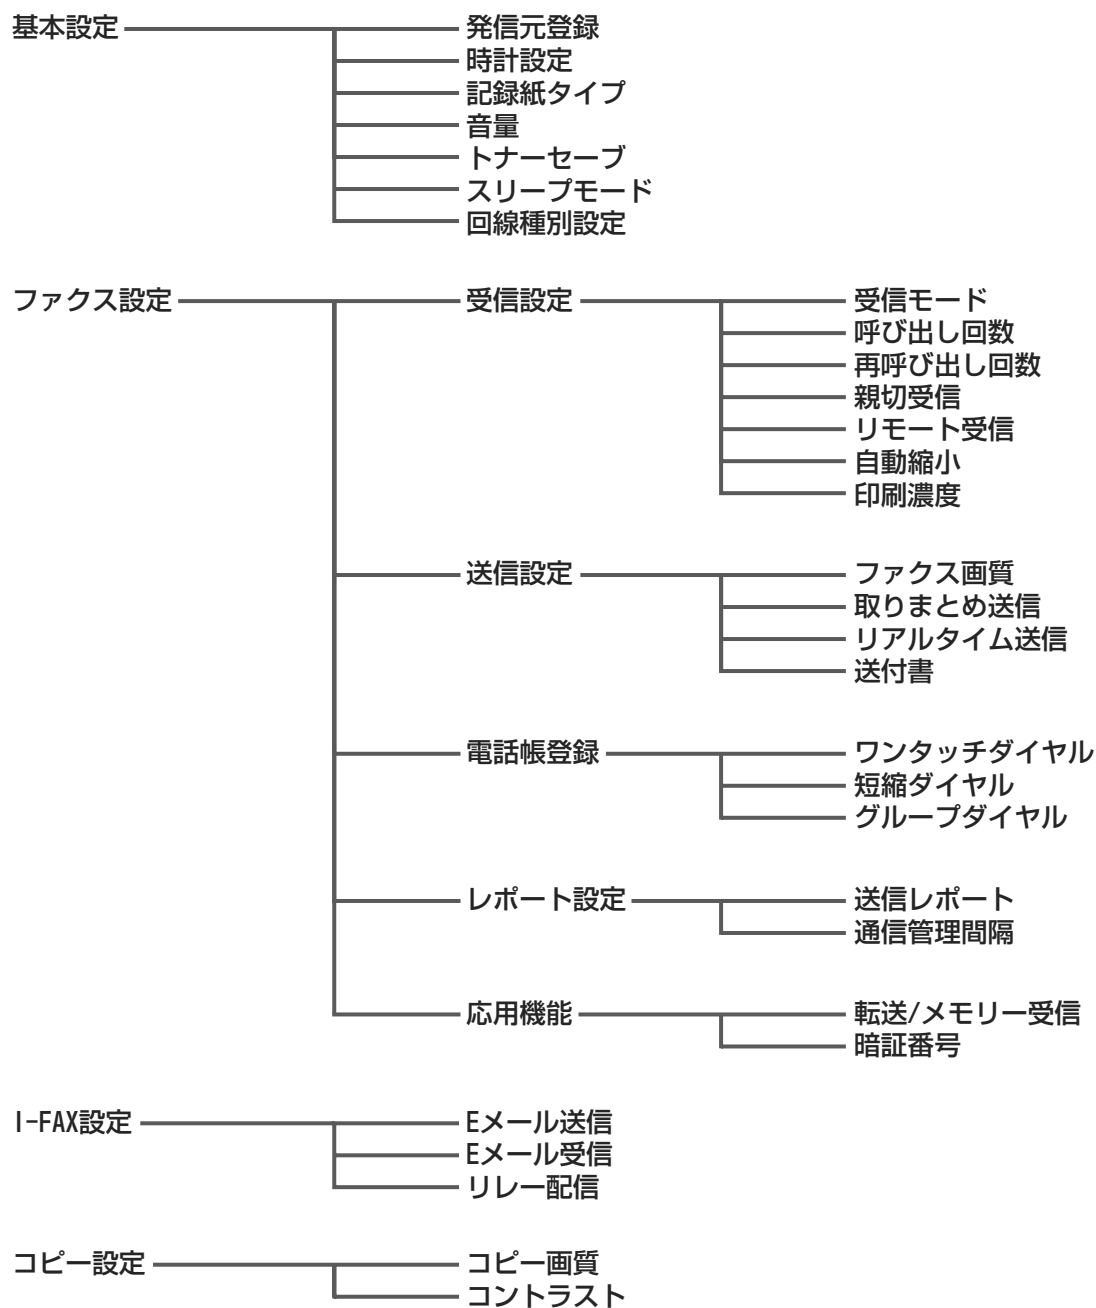 基本設定 発信元登録
時計設定
記録紙タイプ
音量
トナーセーブ
スリープモード
回線種別設定
ファクス設定 受信設定 受信モード
呼び出し回数
再呼び出し回数
親切受信
リモート受信
自動縮小
印刷濃度
送信設定 ファクス画質
取りまとめ送信
リアルタイム送信
送付書
電話帳登録 ワンタッチダイヤル
短縮ダイヤル
グループダイヤル
レポート設定 送信レポート
通信管理間隔
応用機能 転送/メモリー受信
暗証番号
I-FAX設定 Eメール送信
Eメール受信
リレー配信
コピー設定 コピー画質
コントラスト